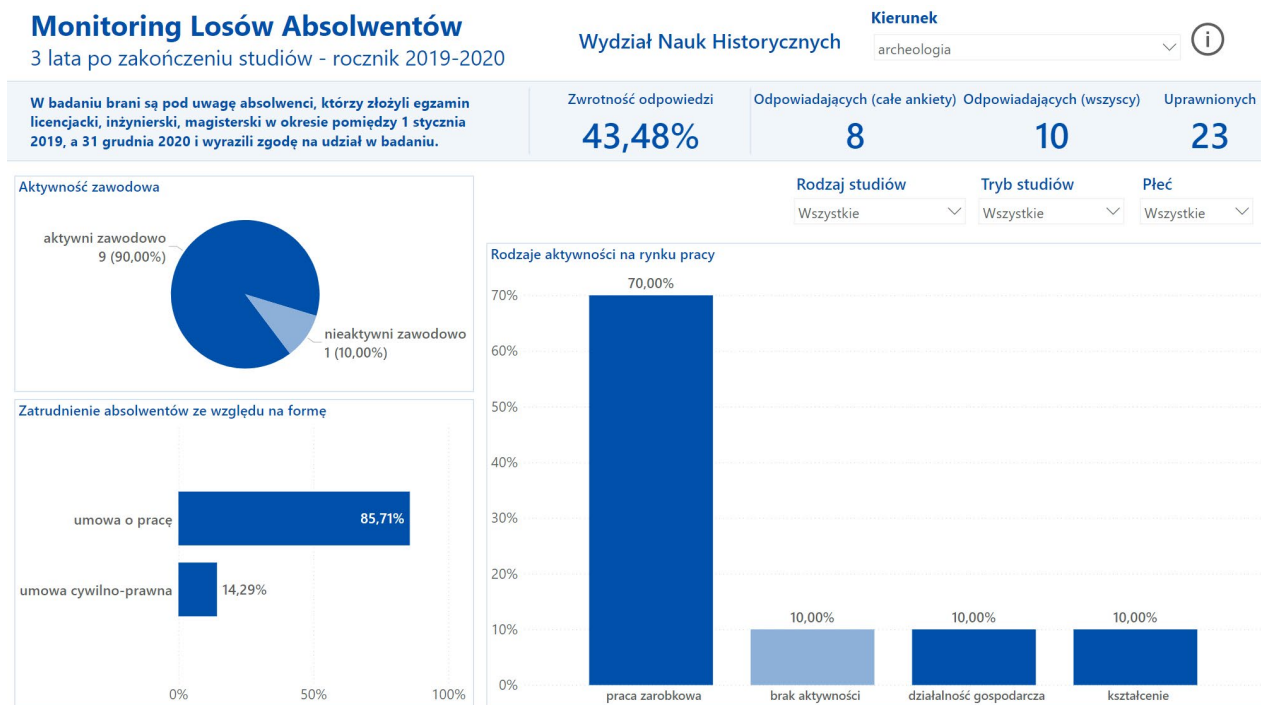 Monitoring Losów Absolwentów
3 lata po zakończeniu studiów - rocznik 2019-2020
Wydział Nauk Historycznych
Kierunek
archeologia
i
W badaniu brani są pod uwagę absolwenci, którzy złożyli egzamin
licencjacki, inżynierski, magisterski w okresie pomiędzy 1 stycznia
2019, a 31 grudnia 2020 i wyrazili zgodę na udział w badaniu.
Zwrotność odpowiedzi
43,48%
Odpowiadających (całe ankiety)
8
Odpowiadających (wszyscy)
10
Uprawnionych
23
Rodzaj studiów
Wszystkie
Tryb studiów
Wszystkie
Płeć
Wszystkie
Aktywność zawodowa
aktywni zawodowo
9 (90,00%)
nieaktywni zawodowo
1 (10,00%)
Zatrudnienie absolwentów ze względu na formę
umowa o pracę
85,71%
umowa cywilno-prawna
14,29%
0%
50%
100%
Rodzaje aktywności na rynku pracy
70%
60%
50%
40%
30%
20%
10%
0%
70,00%
10,00%
10,00%
10,00%
praca zarobkowa
brak aktywności
działalność gospodarcza
kształcenie